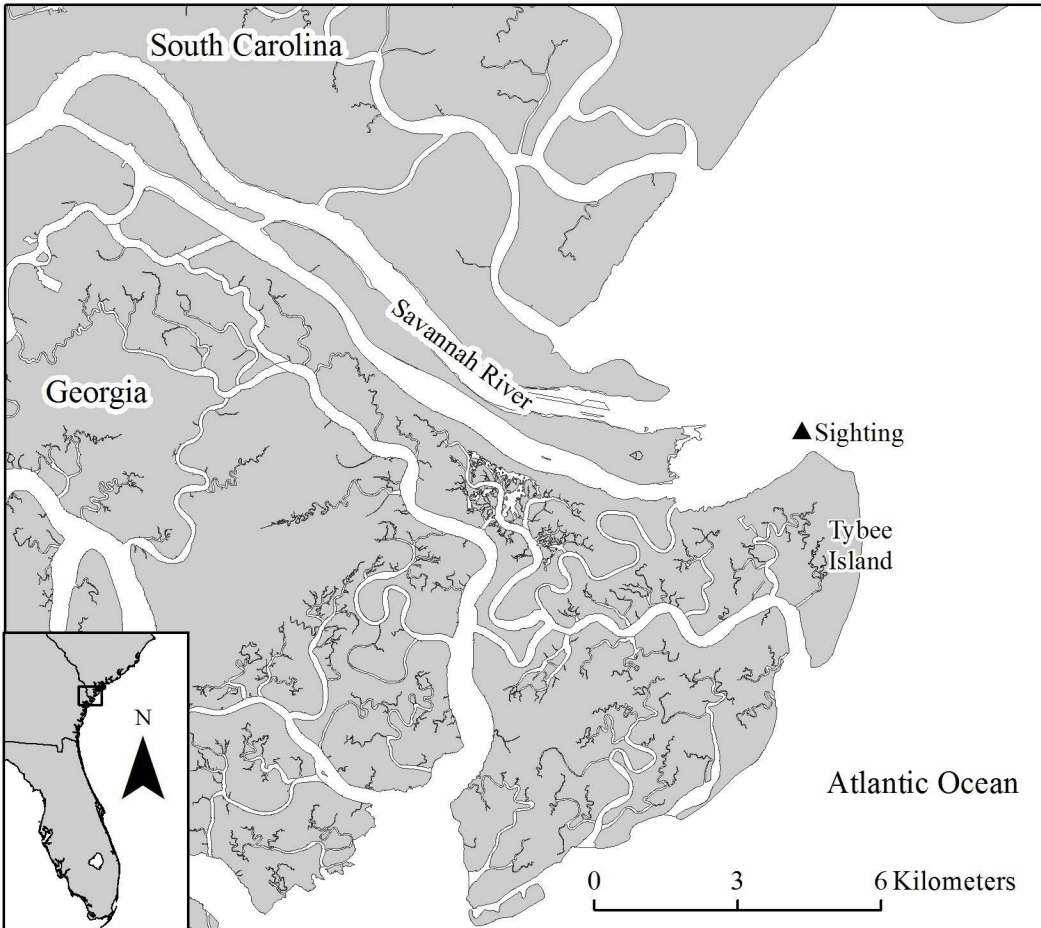 South Carolina
Savannah River
Georgia
Sighting
Tybee
Island
N
Atlantic Ocean
0 3 6 Kilometers